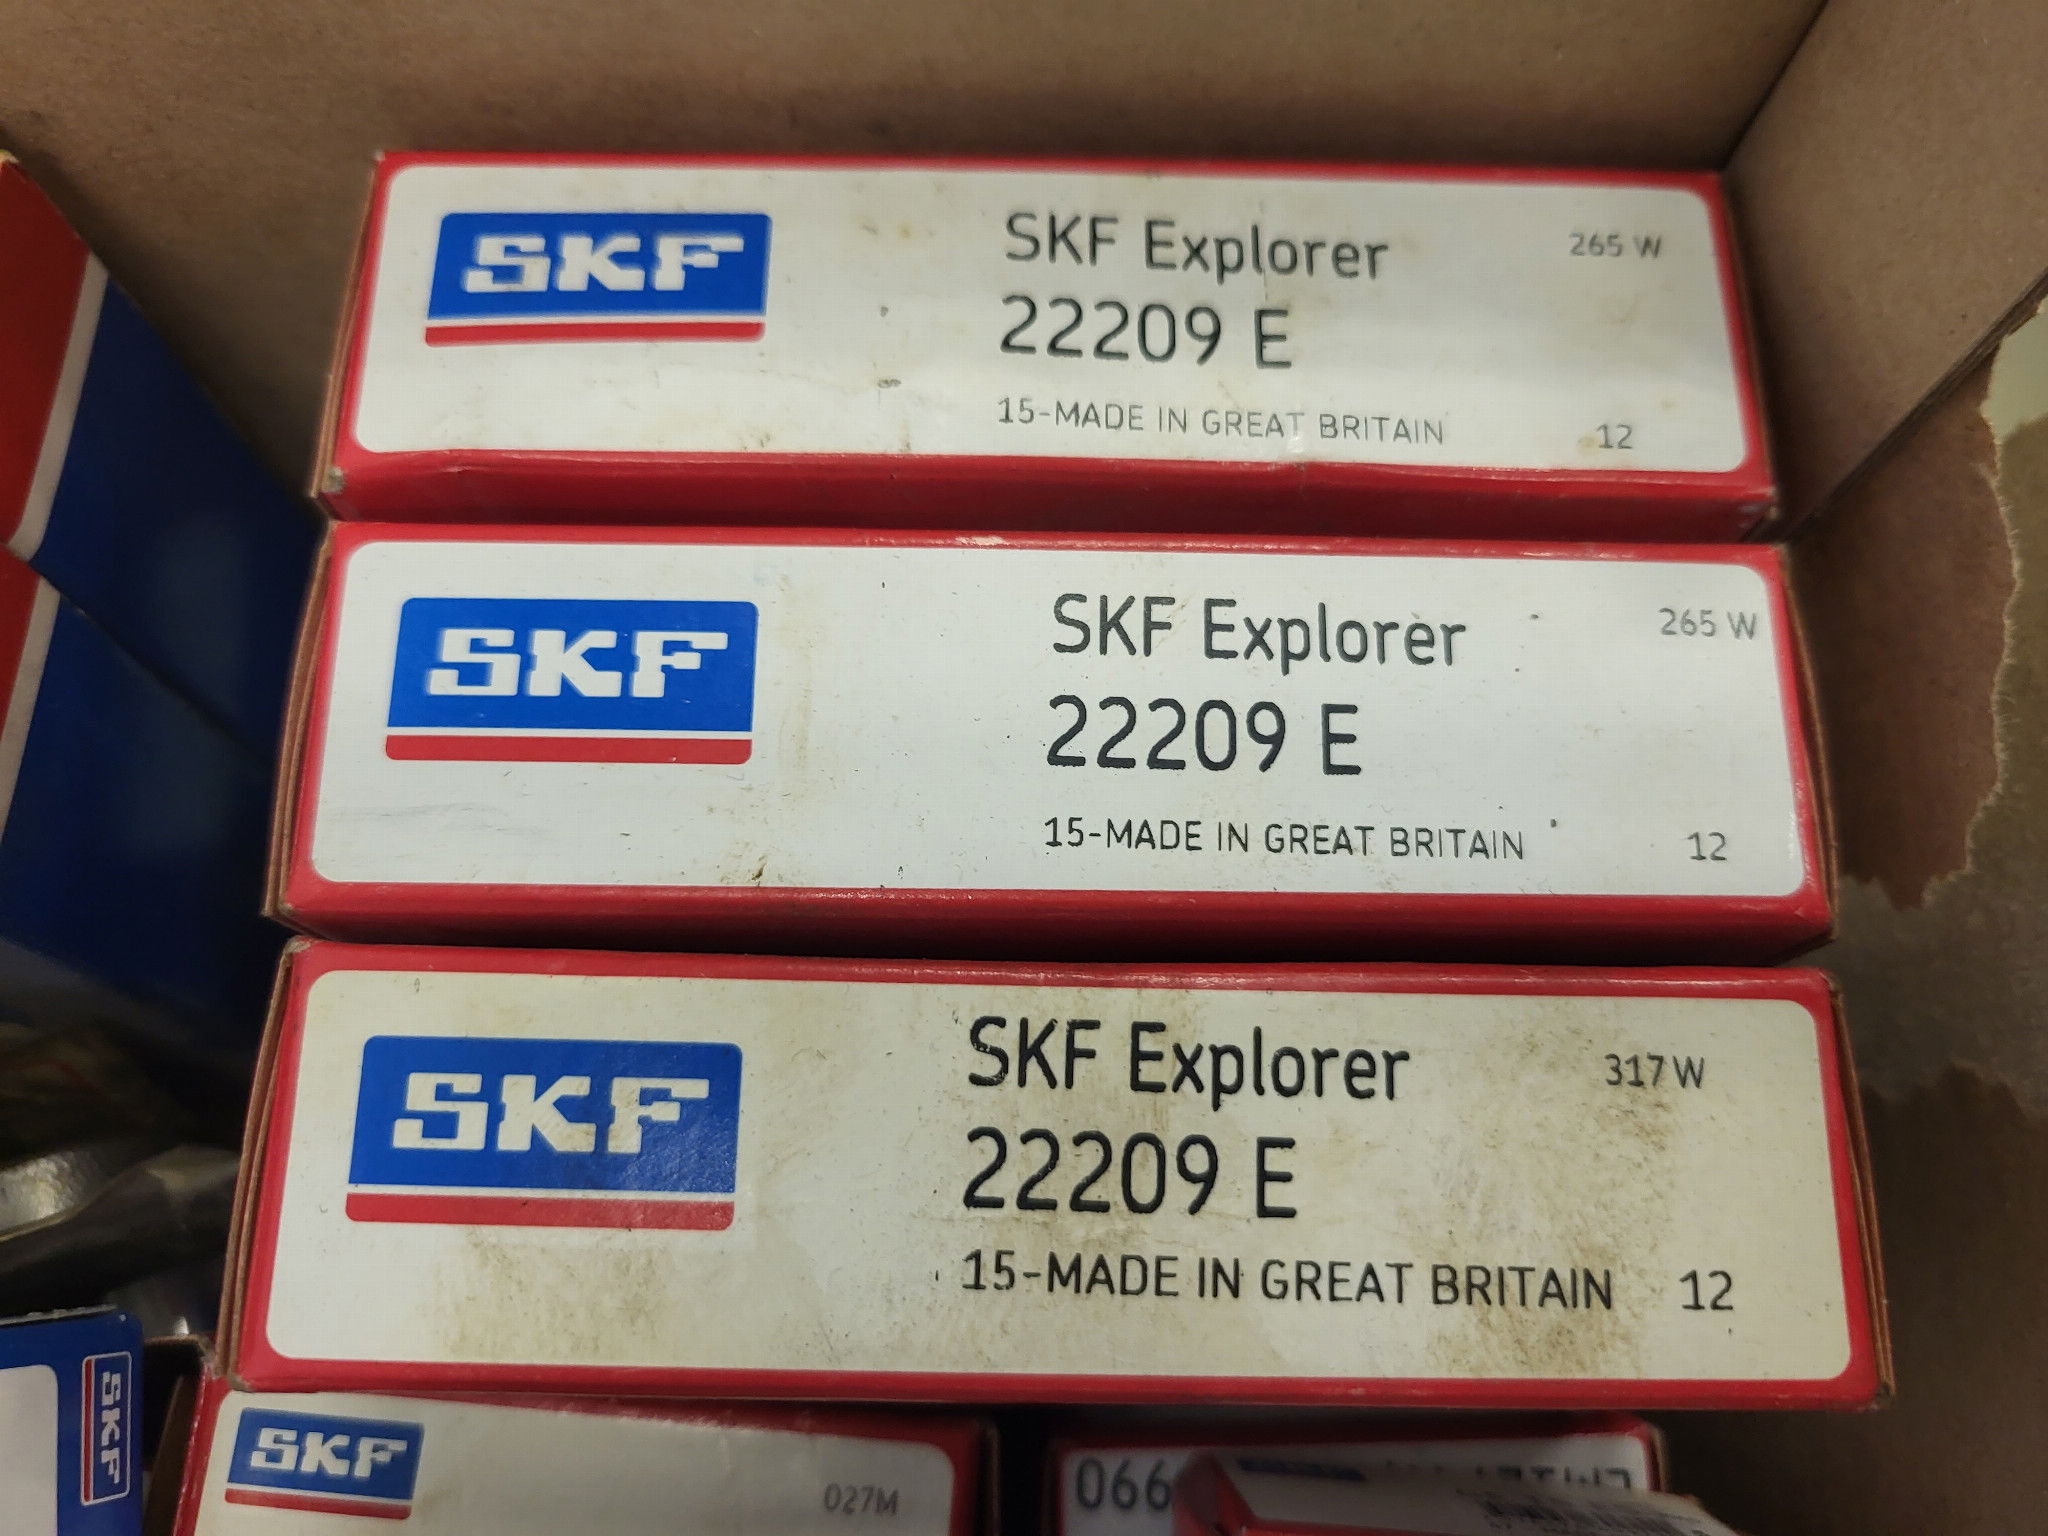 SKF
SKF Explorer
265 W
22209 E
15-MADE IN GREAT BRITAIN
12
SKF
SKF Explorer
265 W
22209 E
15-MADE IN GREAT BRITAIN
12
SKF
SKF Explorer
317 W
22209 E
15-MADE IN GREAT BRITAIN
12
SKF
SKF
027M
066